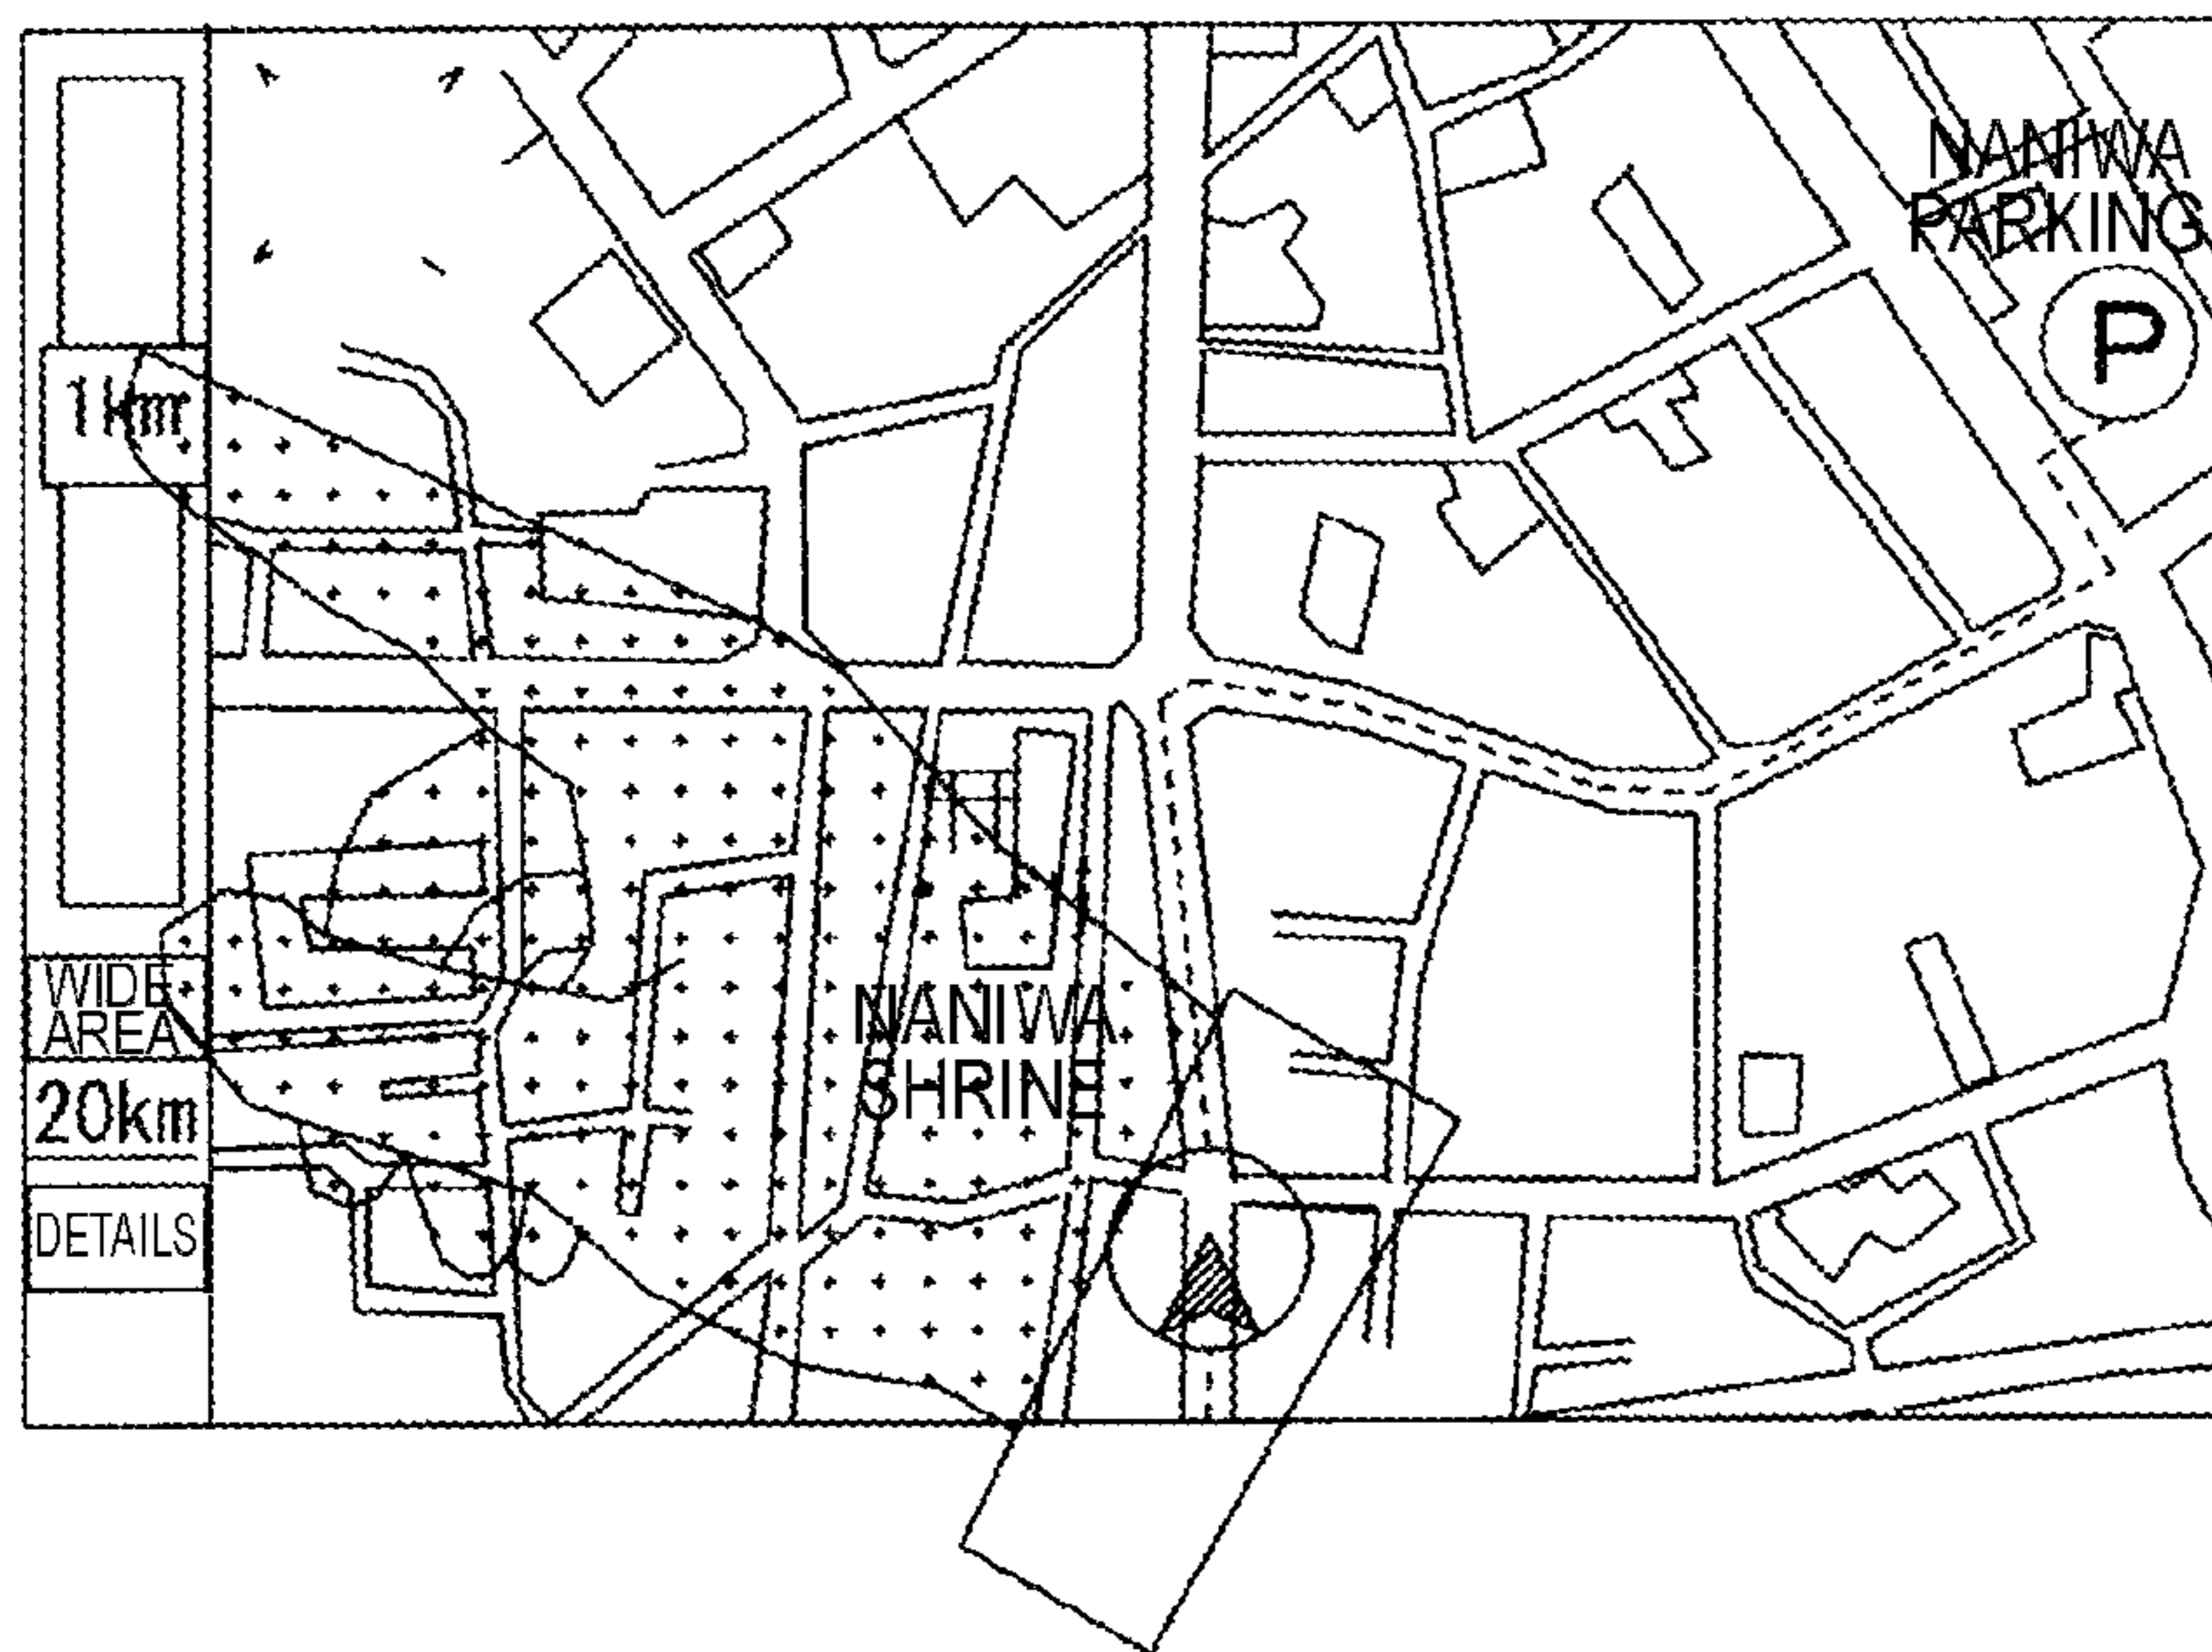 1km
WIDE
AREA
20km
DETAILS
NANIWA
PARKING
P
NANIWA
SHRINE